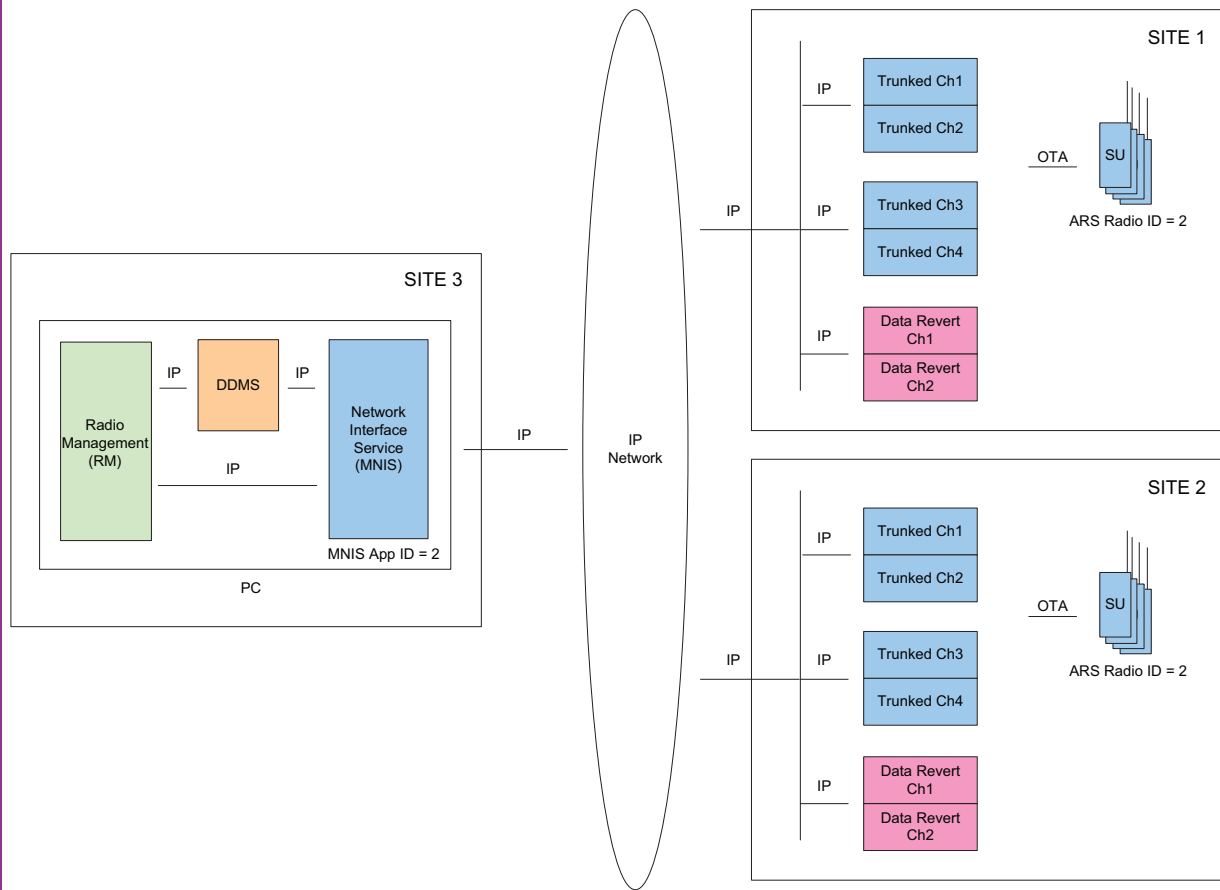 SITE 3
Radio
Management
(RM)
IP
DDMS
IP
Network
Interface
Service
(MNIS)
IP
MNIS App ID = 2
PC
IP
IP
Network
SITE 1
IP
IP
Trunked Ch1
Trunked Ch2
IP
Trunked Ch3
Trunked Ch4
IP
Data Revert
Ch1
Data Revert
Ch2
OTA
SU
ARS Radio ID = 2
SITE 2
IP
IP
Trunked Ch1
Trunked Ch2
IP
Trunked Ch3
Trunked Ch4
IP
Data Revert
Ch1
Data Revert
Ch2
OTA
SU
ARS Radio ID = 2